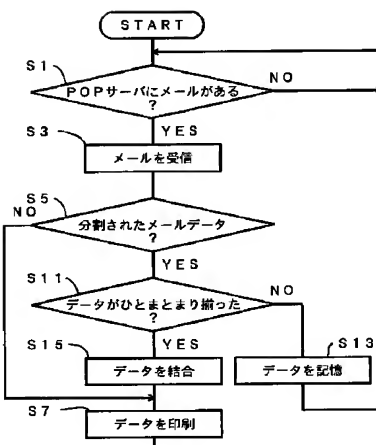 START
S1
POPサーバにメールがある
?
NO
YES
S3
メールを受信
S5
NO
分割されたメールデータ
?
YES
S11
データがひとまとまり揃った
?
NO
YES
S15
データを結合
S13
データを記憶
S7
データを印刷